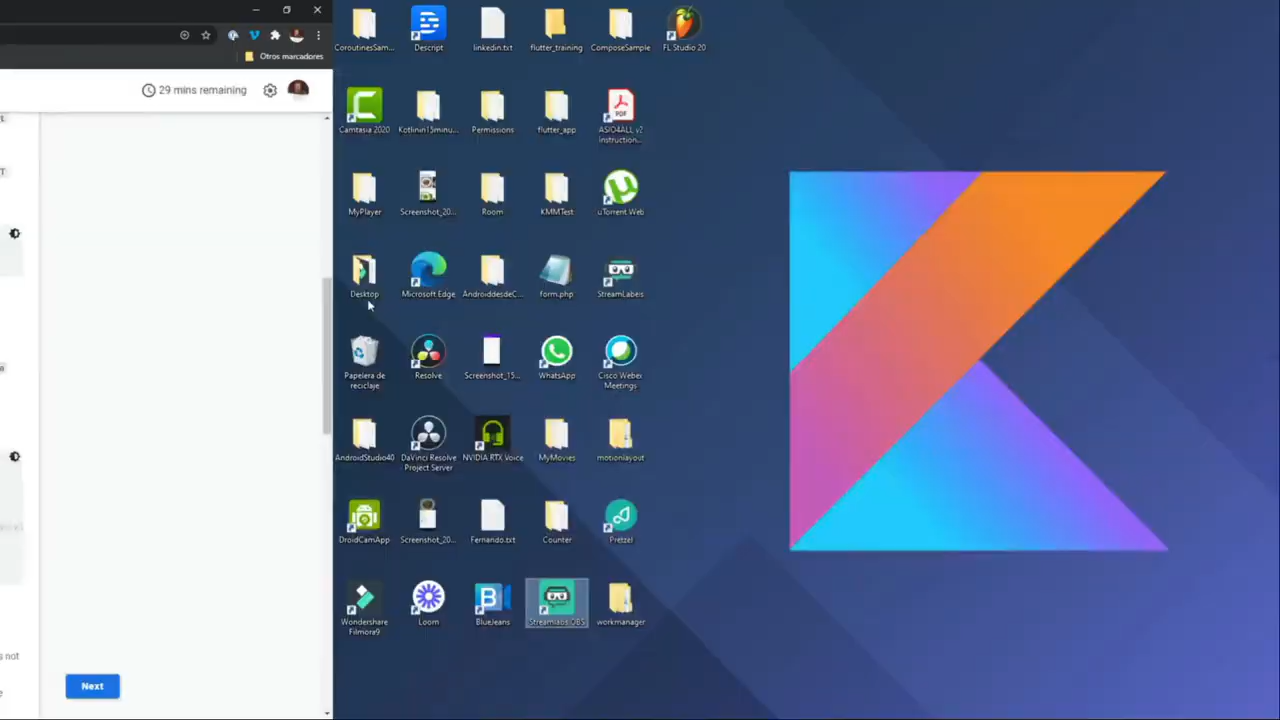 Otros marcadores
29 mins remaining
Next
CoroutinesSam...
Descript
linkedin.txt
flutter_training
ComposeSample
FL Studio 20
Camtasia 2020
Kotlinin15minu...
Permissions
flutter_app
ASIO4ALL v2
instruction...
MyPlayer
Screenshot_20...
Room
KMMTest
uTorrent Web
Desktop
Microsoft Edge
AndroiddesdeC...
form.php
StreamLabels
Papelera de
reciclaje
Resolve
Screenshot_15...
WhatsApp
Cisco Webex
Meetings
AndroidStudio40
DaVinci Resolve
Project Server
NVIDIA RTX Voice
MyMovies
motionlayout
DroidCamApp
Screenshot_20...
Fernando.txt
Counter
Pretzel
Wondershare
Filmora9
Loom
BlueJeans
Streamlabs OBS
workmanager
s not